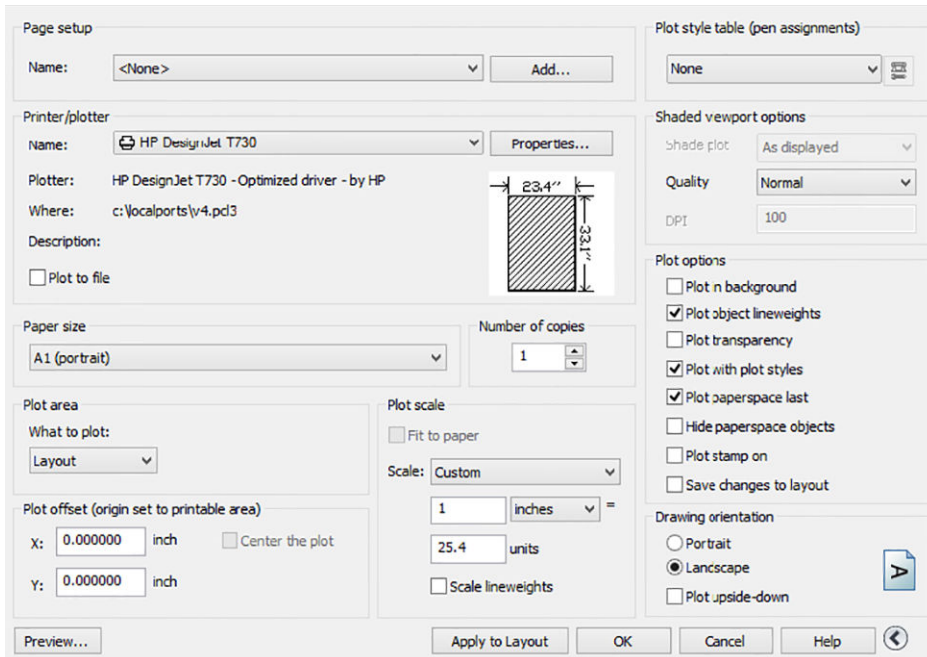 Page setup
Name: <None> Add...
Printer/plotter
Name: HP DesignJet T730 Properties...
Plotter: HP DesignJet T730 - Optimized driver - by HP
Where: c:\localports\v4.pcl3
Description:
Plot to file
23.4″
33.1″
Paper size
A1 (portrait)
Number of copies
1
Plot area
What to plot:
Layout
Plot offset (origin set to printable area)
X: 0.000000 inch Center the plot
Y: 0.000000 inch
Plot scale
Fit to paper
Scale: Custom
1 inches =
25.4 units
Scale lineweights
Plot style table (pen assignments)
None
Shaded viewport options
Shade plot As displayed
Quality Normal
DPI 100
Plot options
Plot in background
Plot object lineweights
Plot transparency
Plot with plot styles
Plot paperspace last
Hide paperspace objects
Plot stamp on
Save changes to layout
Drawing orientation
Portrait
Landscape
Plot upside-down
A
Preview... Apply to Layout OK Cancel Help